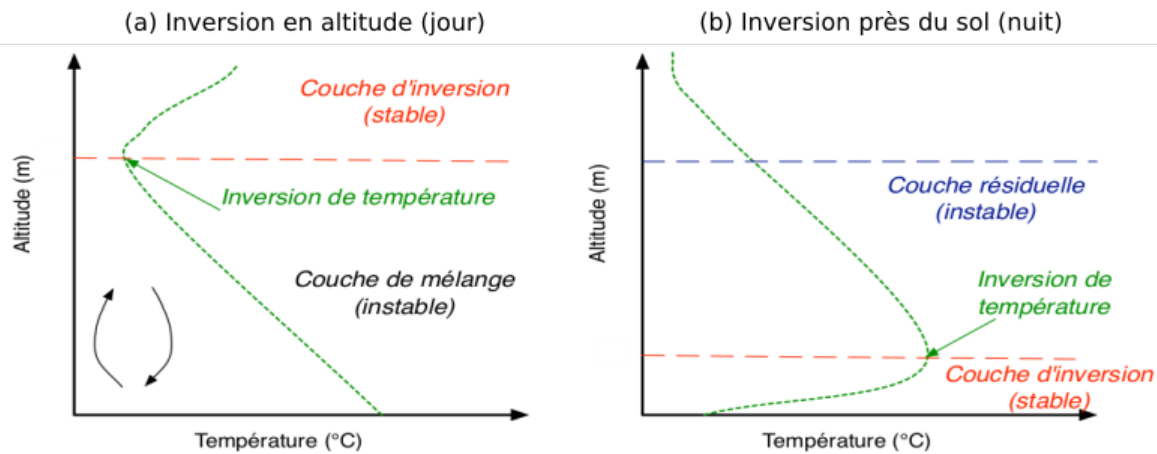 (a) Inversion en altitude (jour)
Altitude (m)
Couche d'inversion
(stable)
Inversion de température
Couche de mélange
(instable)
Température (°C)
(b) Inversion près du sol (nuit)
Altitude (m)
Couche résiduelle
(instable)
Inversion de
température
Couche d'inversion
(stable)
Température (°C)